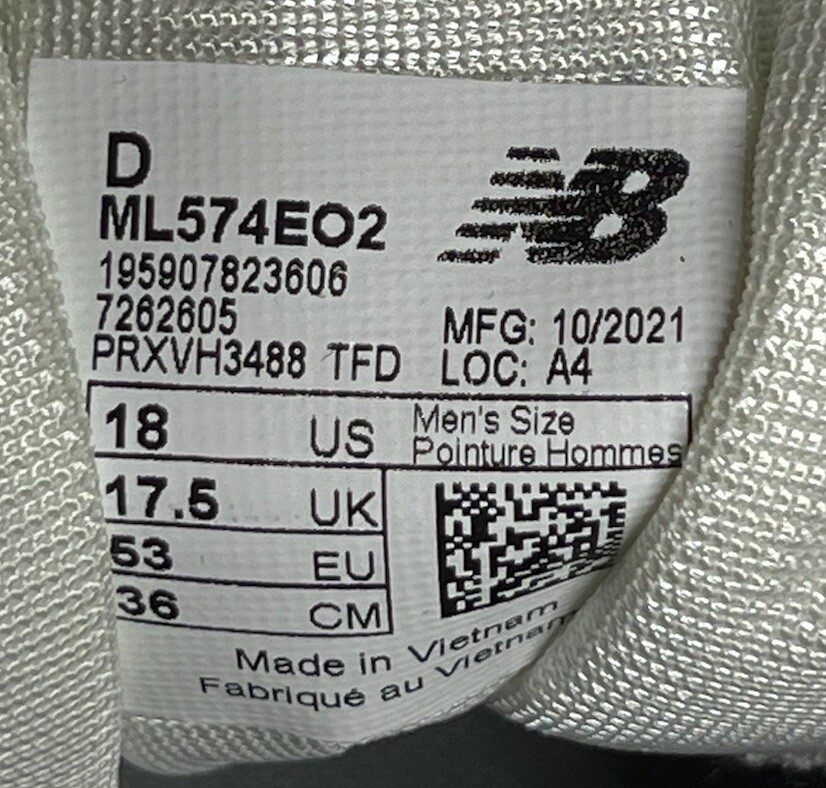 D
ML574EO2
195907823606
7262605
PRXVH3488 TFD
NB
MFG: 10/2021
LOC: A4
18 US Men's Size
Pointure Hommes
17.5 UK
53 EU
36 CM
Made in Vietnam
Fabriqué au Vietnam